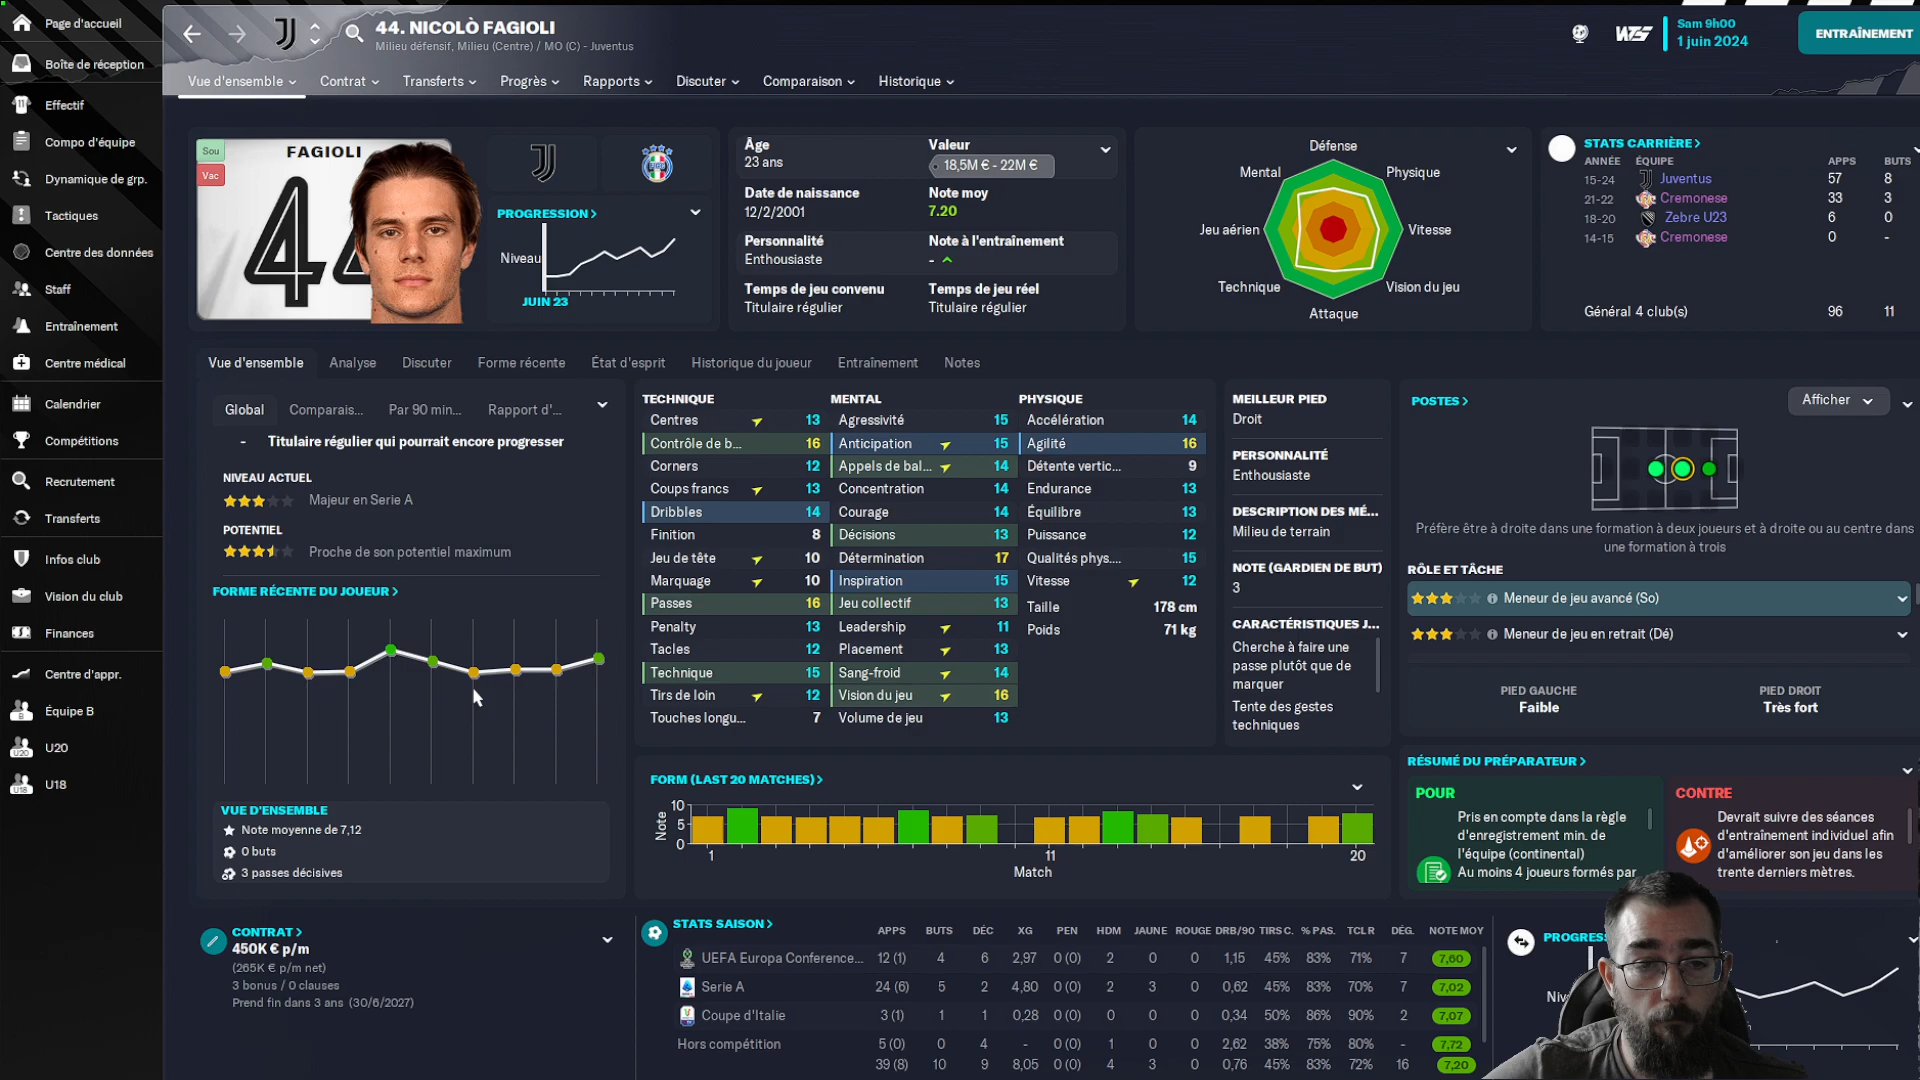 Page d'accueil
Boîte de réception
Effectif
Compo d'équipe
Dynamique de grp.
Tactiques
Centre des données
Staff
Entraînement
Centre médical
Calendrier
Compétitions
Recrutement
Transferts
Infos club
Vision du club
Finances
Centre d'appr.
Équipe B
U20
U18
44. NICOLÒ FAGIOLI
Milieu défensif, Milieu (Centre) / MO (C) - Juventus
Sam 9h00
1 juin 2024
ENTRAÎNEMENT
Vue d'ensemble Contrat Transferts Progrès Rapports Discuter Comparaison Historique
Sou
Vac
FAGIOLI
44
PROGRESSION >
Niveau
JUIN 23
Âge
23 ans
Valeur
18,5M € - 22M €
Date de naissance
12/2/2001
Note moy
7.20
Personnalité
Enthousiaste
Note à l'entraînement
-
Temps de jeu convenu
Titulaire régulier
Temps de jeu réel
Titulaire régulier
Défense
Mental
Physique
Jeu aérien
Vitesse
Technique
Vision du jeu
Attaque
STATS CARRIÈRE >
ANNÉE ÉQUIPE APPS BUTS
15-24 Juventus 57 8
21-22 Cremonese 33 3
18-20 Zebre U23 6 0
14-15 Cremonese 0 -
Général 4 club(s) 96 11
Vue d'ensemble Analyse Discuter Forme récente État d'esprit Historique du joueur Entraînement Notes
Global Comparais... Par 90 min... Rapport d'...
- Titulaire régulier qui pourrait encore progresser
NIVEAU ACTUEL
Majeur en Serie A
POTENTIEL
Proche de son potentiel maximum
FORME RÉCENTE DU JOUEUR >
VUE D'ENSEMBLE
Note moyenne de 7,12
0 buts
3 passes décisives
TECHNIQUE
Centres 13
Contrôle de b... 16
Corners 12
Coups francs 13
Dribbles 14
Finition 8
Jeu de tête 10
Marquage 10
Passes 16
Penalty 13
Tacles 12
Technique 15
Tirs de loin 12
Touches longu... 7
MENTAL
Agressivité 15
Anticipation 15
Appels de bal... 14
Concentration 14
Courage 14
Décisions 13
Détermination 17
Inspiration 15
Jeu collectif 13
Leadership 11
Placement 13
Sang-froid 14
Vision du jeu 16
Volume de jeu 13
PHYSIQUE
Accélération 14
Agilité 16
Détente vertic... 9
Endurance 13
Équilibre 13
Puissance 12
Qualités phys.... 15
Vitesse 12
Taille 178 cm
Poids 71 kg
MEILLEUR PIED
Droit
PERSONNALITÉ
Enthousiaste
DESCRIPTION DES MÉ...
Milieu de terrain
NOTE (GARDIEN DE BUT)
3
CARACTÉRISTIQUES J...
Cherche à faire une
passe plutôt que de
marquer
Tente des gestes
techniques
POSTES >
Afficher
Préfère être à droite dans une formation à deux joueurs et à droite ou au centre dans
une formation à trois
RÔLE ET TÂCHE
Meneur de jeu avancé (So)
Meneur de jeu en retrait (Dé)
PIED GAUCHE
Faible
PIED DROIT
Très fort
FORM (LAST 20 MATCHES) >
Note
10
5
0
1 11 20
Match
RÉSUMÉ DU PRÉPARATEUR >
POUR
Pris en compte dans la règle
d'enregistrement min. de
l'équipe (continental)
Au moins 4 joueurs formés par
CONTRE
Devrait suivre des séances
d'entraînement individuel afin
d'améliorer son jeu dans les
trente derniers mètres.
CONTRAT >
450K € p/m
(265K € p/m net)
3 bonus / 0 clauses
Prend fin dans 3 ans (30/6/2027)
STATS SAISON > APPS BUTS DÉC XG PEN HDM JAUNE ROUGE DRB/90 TIRS C. % PAS. TCL R DÉG. NOTE MOY
UEFA Europa Conference... 12 (1) 4 6 2,97 0 (0) 2 0 0 1,15 45% 83% 71% 7 7,60
Serie A 24 (6) 5 2 4,80 0 (0) 2 3 0 0,62 45% 83% 70% 7 7,02
Coupe d'Italie 3 (1) 1 1 0,28 0 (0) 0 0 0 0,34 50% 86% 90% 2 7,07
Hors compétition 5 (0) 0 4 - 0 (0) 1 0 0 2,62 38% 75% 80% - 7,72
39 (8) 10 9 8,05 0 (0) 4 3 0 0,76 45% 83% 72% 16 7,20
PROGRES